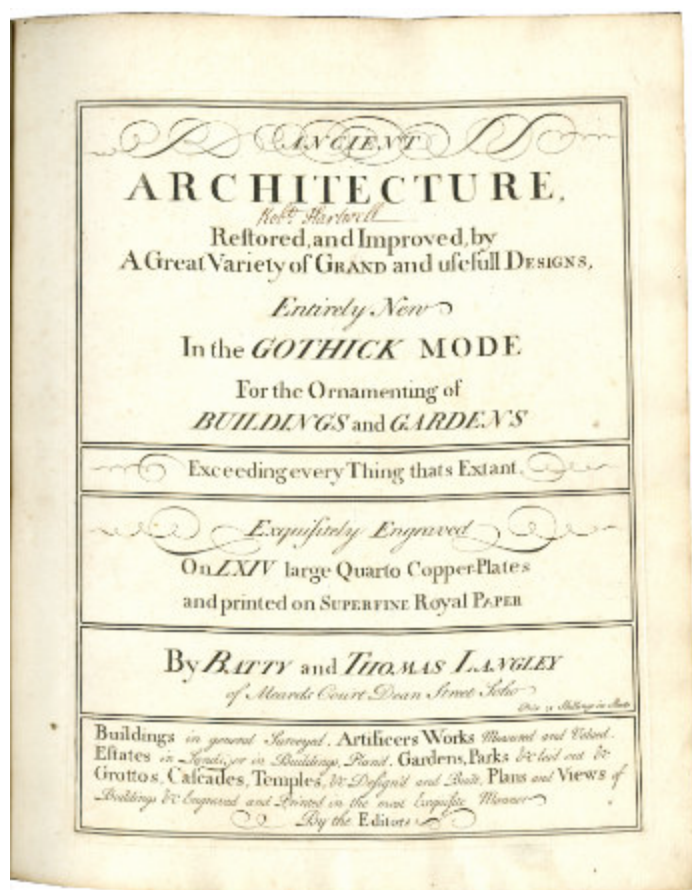 ANCIENT
ARCHITECTURE,
Robt. Hartwell
Reſtored, and Improved, by
A Great Variety of GRAND and uſefull DESIGNS,
Entirely New
In the GOTHICK MODE
For the Ornamenting of
BUILDINGS and GARDENS
Exceeding every Thing thats Extant.
Exquiſitely Engraved
On LXIV large Quarto Copper-Plates
and printed on SUPERFINE Royal PAPER
By BATTY and THOMAS LANGLEY
of Meards Court Dean Street Soho
Shillings in Sheets
Buildings in general Surveyed. Artificers Works Meaſured and Valued.
Eſtates in Land, or in Buildings, Plan'd. Gardens, Parks &c laid out &c
Grottos, Caſcades, Temples, &c Deſign'd and Built, Plans and Views of
Buildings &c Engraved and Printed in the moſt Exquiſite Manner
By the Editors